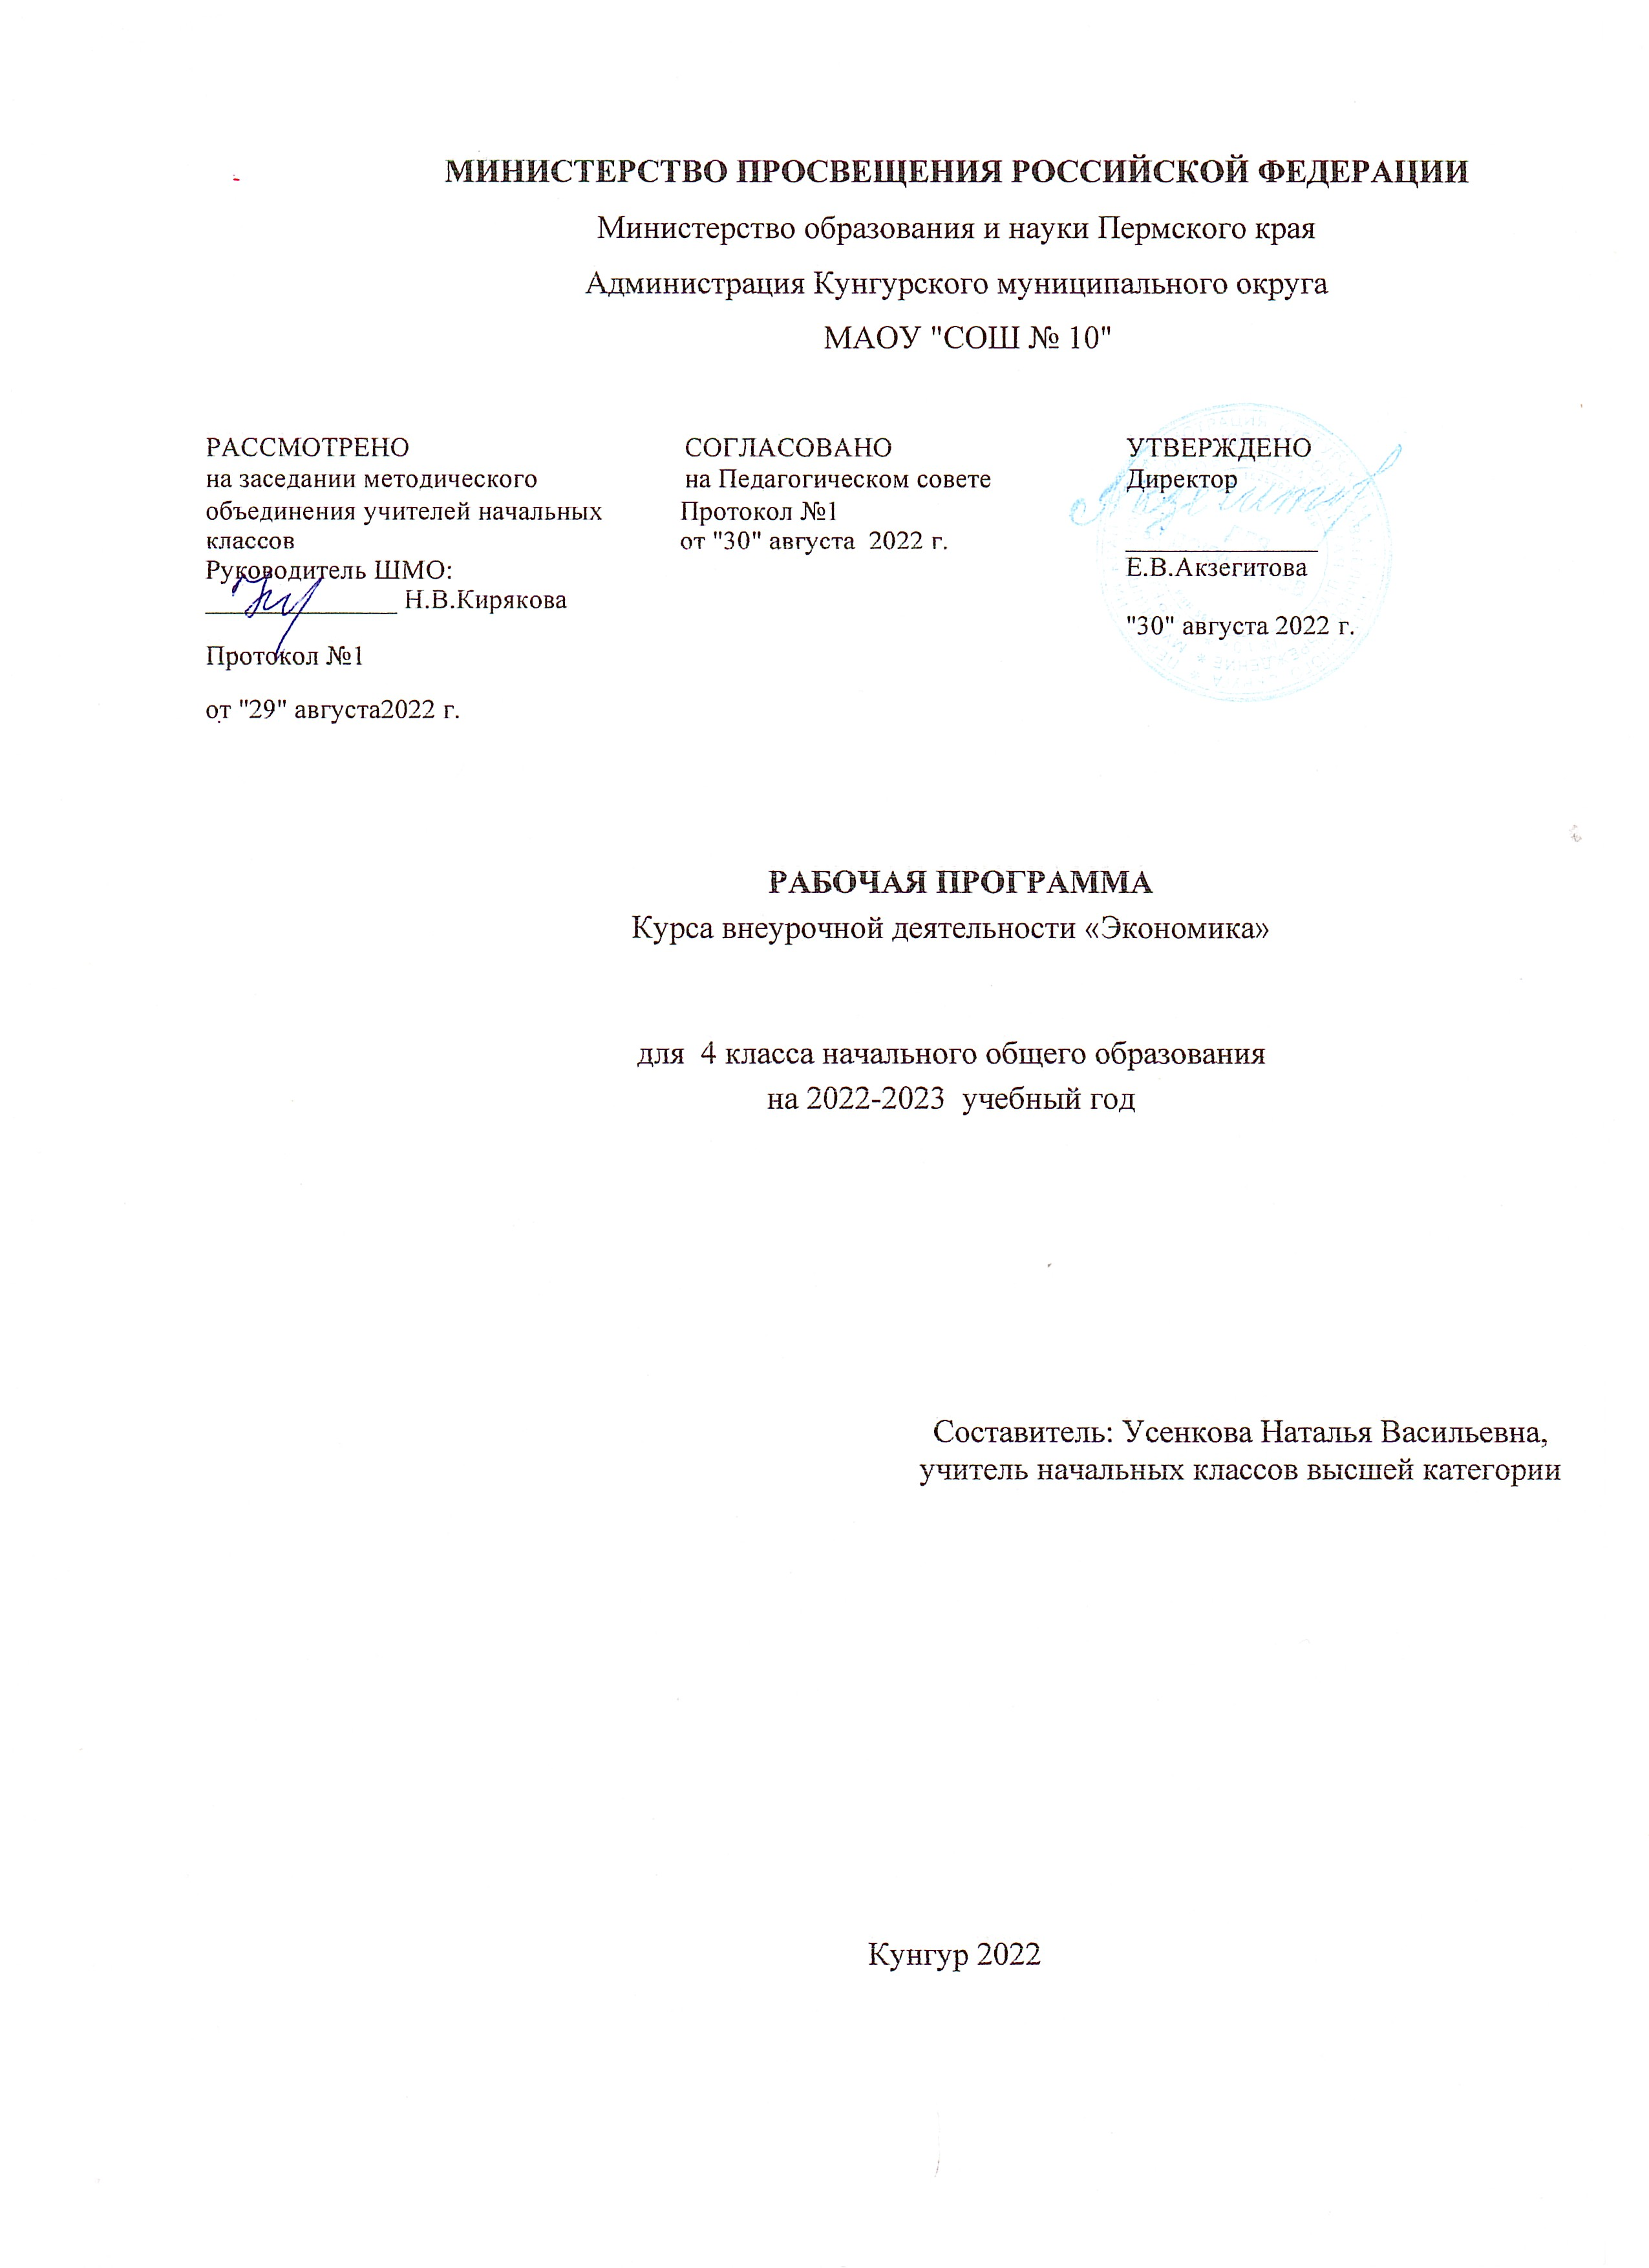 МИНИСТЕРСТВО ПРОСВЕЩЕНИЯ РОССИЙСКОЙ ФЕДЕРАЦИИ
Министерство образования и науки Пермского края
Администрация Кунгурского муниципального округа
МАОУ "СОШ № 10"
РАССМОТРЕНО
на заседании методического
объединения учителей начальных
классов
Руководитель ШМО:
_______________ Н.В.Кирякова
Протокол №1
от "29" августа2022 г.
СОГЛАСОВАНО
на Педагогическом совете
Протокол №1
от "30" августа 2022 г.
УТВЕРЖДЕНО
Директор
_______________
Е.В.Акзегитова
"30" августа 2022 г.
РАБОЧАЯ ПРОГРАММА
Курса внеурочной деятельности «Экономика»
для 4 класса начального общего образования
на 2022-2023 учебный год
Составитель: Усенкова Наталья Васильевна,
учитель начальных классов высшей категории
Кунгур 2022